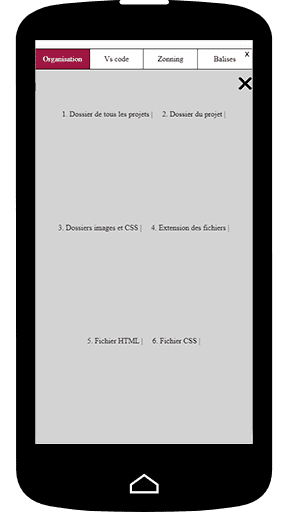 Organisation Vs code Zonning Balises x
1. Dossier de tous les projets | 2. Dossier du projet |
3. Dossiers images et CSS | 4. Extension des fichiers |
5. Fichier HTML | 6. Fichier CSS |